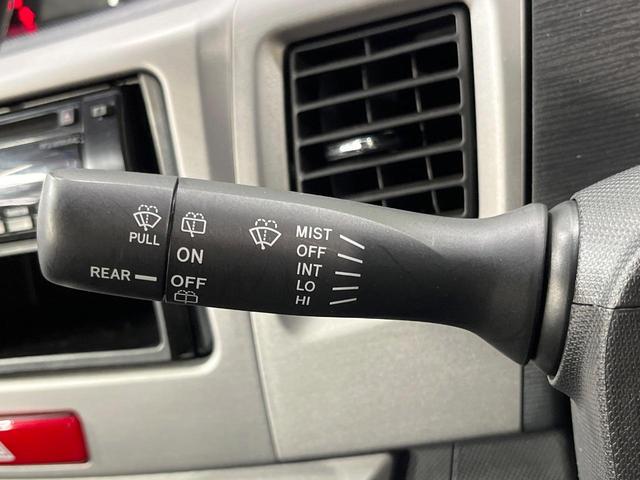 PULL
REAR
ON
OFF
MIST
OFF
INT
LO
HI